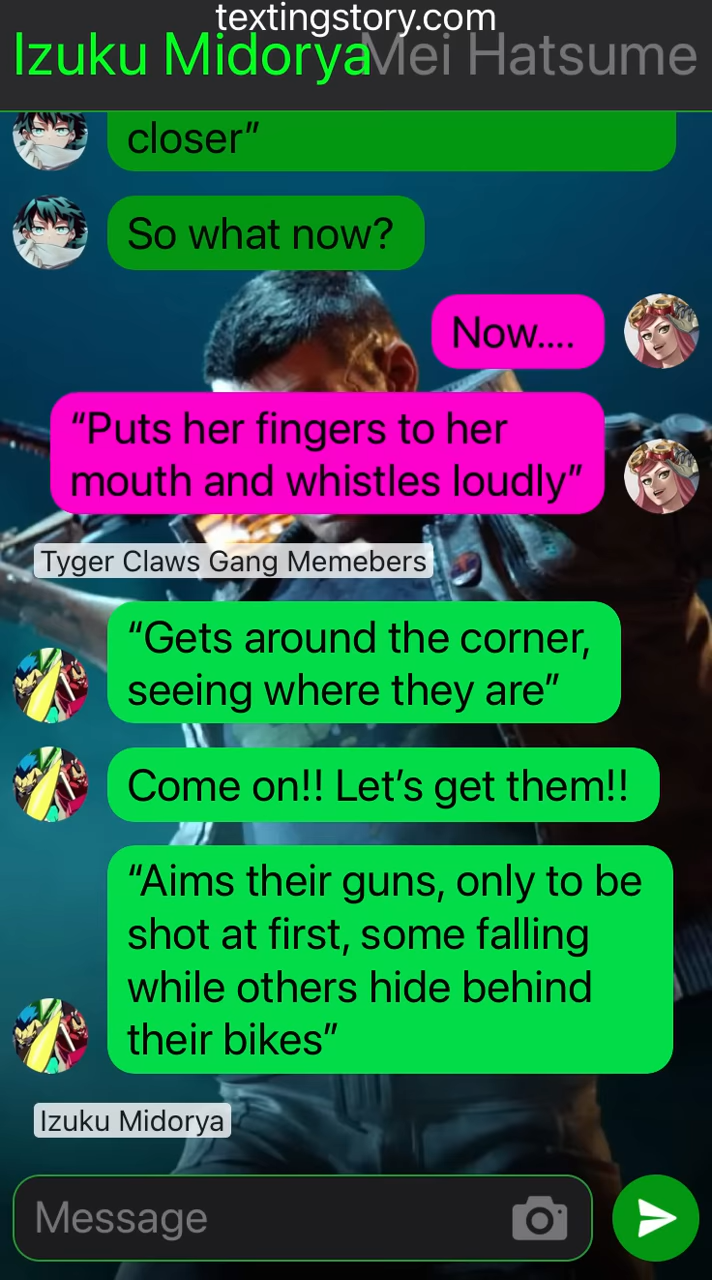 textingstory.com
Izuku Midorya Mei Hatsume
closer”
So what now?
Now....
“Puts her fingers to her
mouth and whistles loudly”
Tyger Claws Gang Memebers
“Gets around the corner,
seeing where they are”
Come on!! Let’s get them!!
“Aims their guns, only to be
shot at first, some falling
while others hide behind
their bikes”
Izuku Midorya
Message